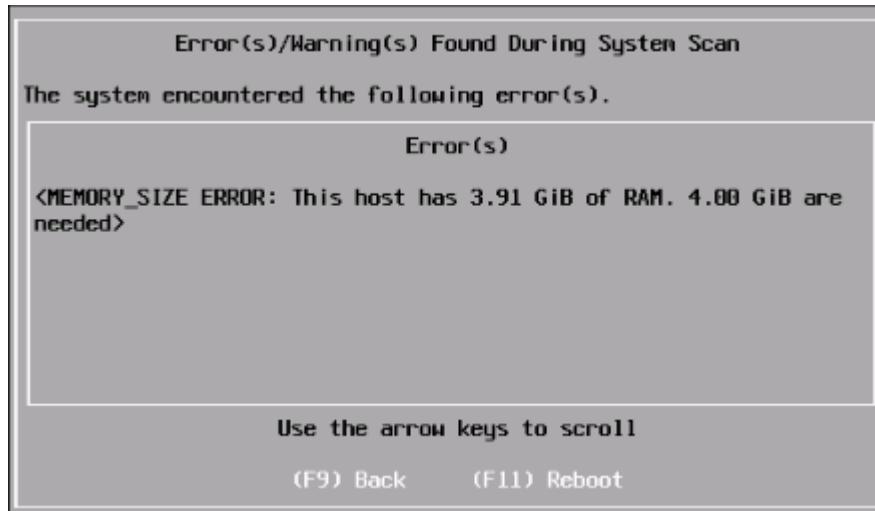 Error(s)/Warning(s) Found During System Scan
The system encountered the following error(s).
Error(s)
<MEMORY_SIZE ERROR: This host has 3.91 GiB of RAM. 4.00 GiB are
needed>
Use the arrow keys to scroll
(F9) Back (F11) Reboot